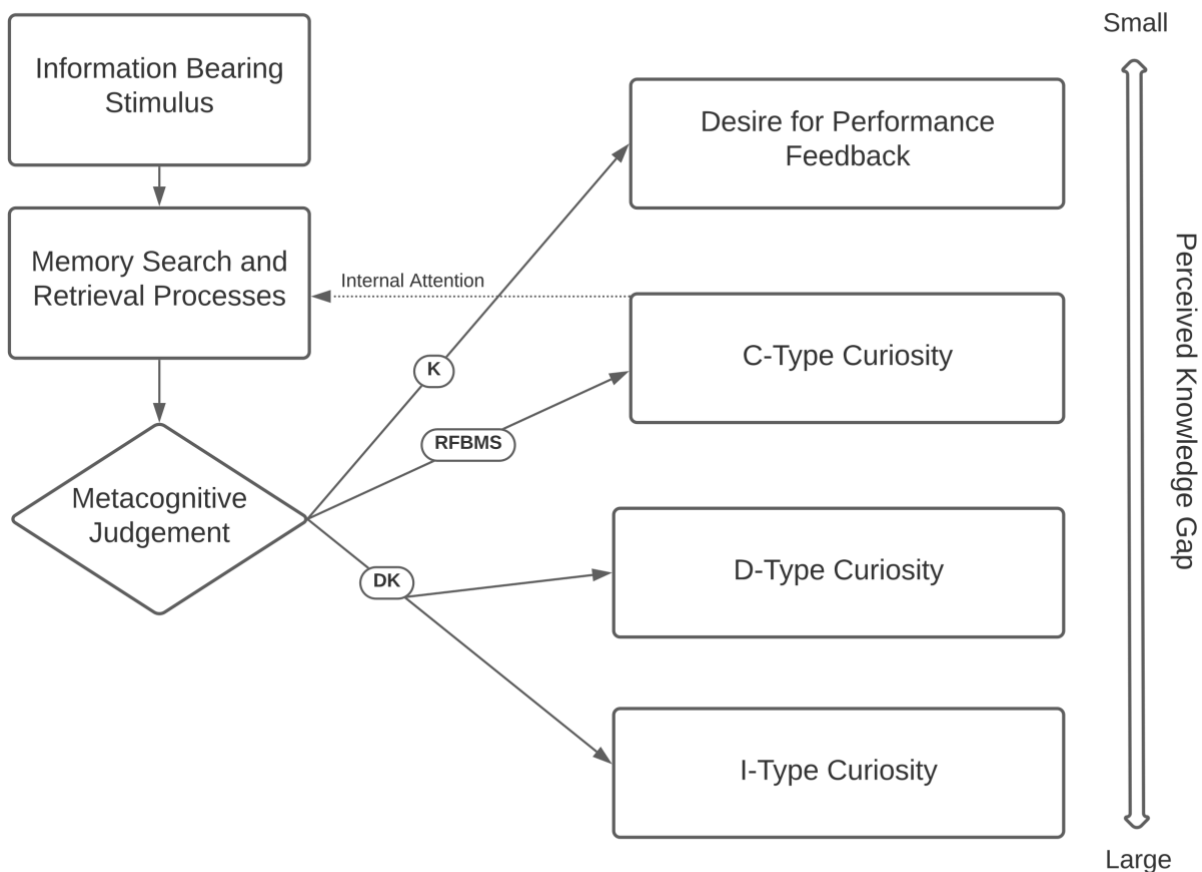 Small
Information Bearing
Stimulus
Desire for Performance
Feedback
Memory Search and
Retrieval Processes
Internal Attention
C-Type Curiosity
K
RFBMS
Metacognitive
Judgement
DK
D-Type Curiosity
I-Type Curiosity
Perceived Knowledge Gap
Large